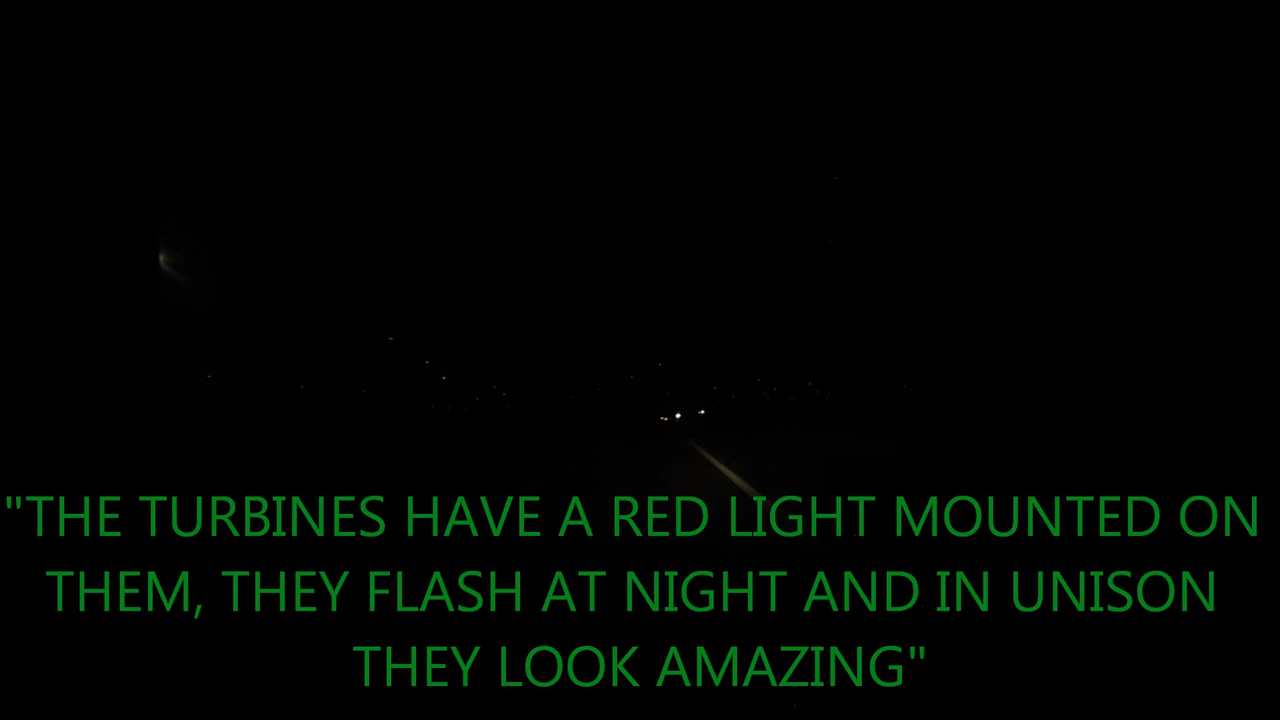 "THE TURBINES HAVE A RED LIGHT MOUNTED ON
THEM, THEY FLASH AT NIGHT AND IN UNISON
THEY LOOK AMAZING"